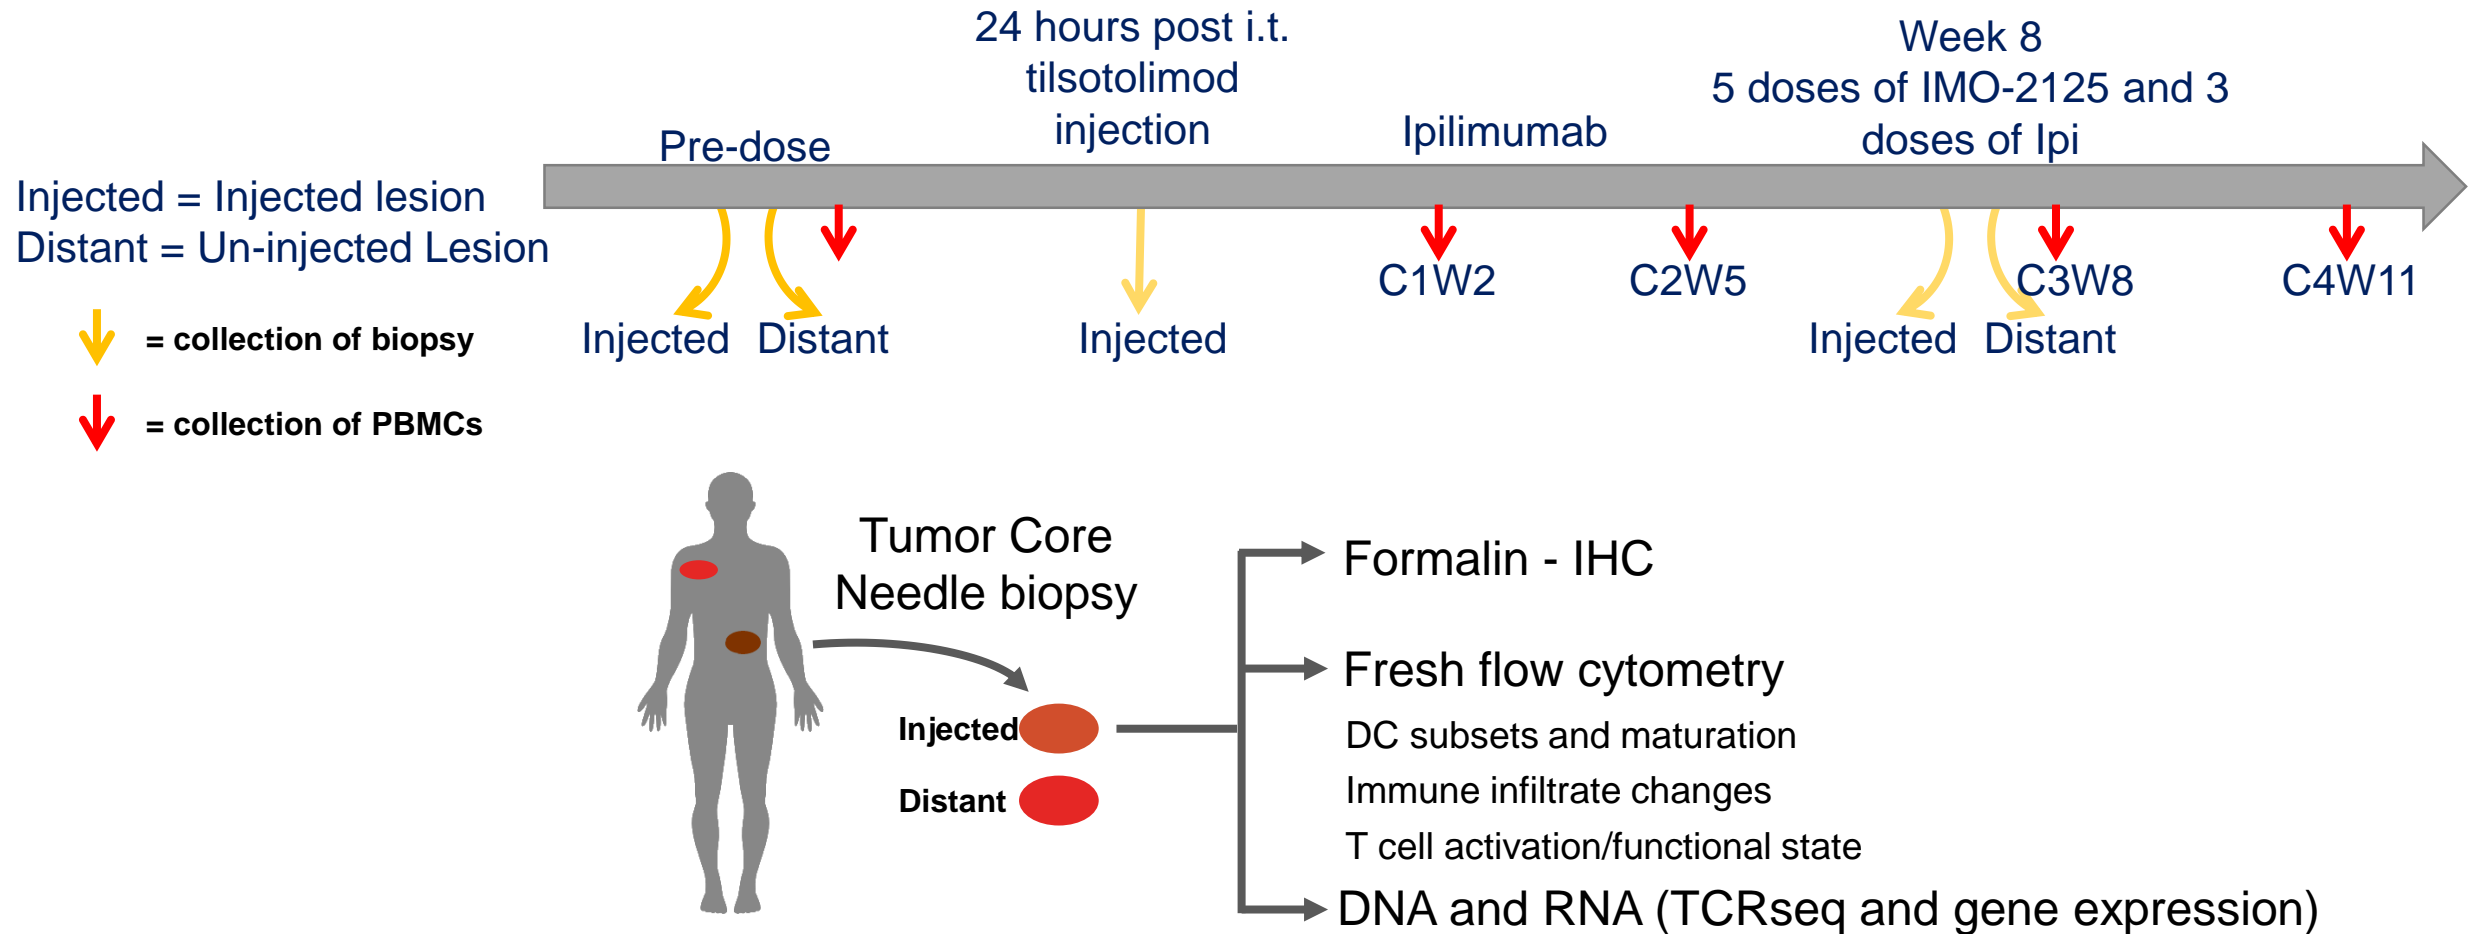 24 hours post i.t.
tilsotolimod
injection
Week 8
5 doses of IMO-2125 and 3
doses of Ipi
Pre-dose
Ipilimumab
Injected = Injected lesion
Distant = Un-injected Lesion
= collection of biopsy
= collection of PBMCs
C1W2
C2W5
C3W8
C4W11
Injected
Distant
Injected
Injected
Distant
Tumor Core
Needle biopsy
Injected
Distant
Formalin - IHC
Fresh flow cytometry
DC subsets and maturation
Immune infiltrate changes
T cell activation/functional state
DNA and RNA (TCRseq and gene expression)